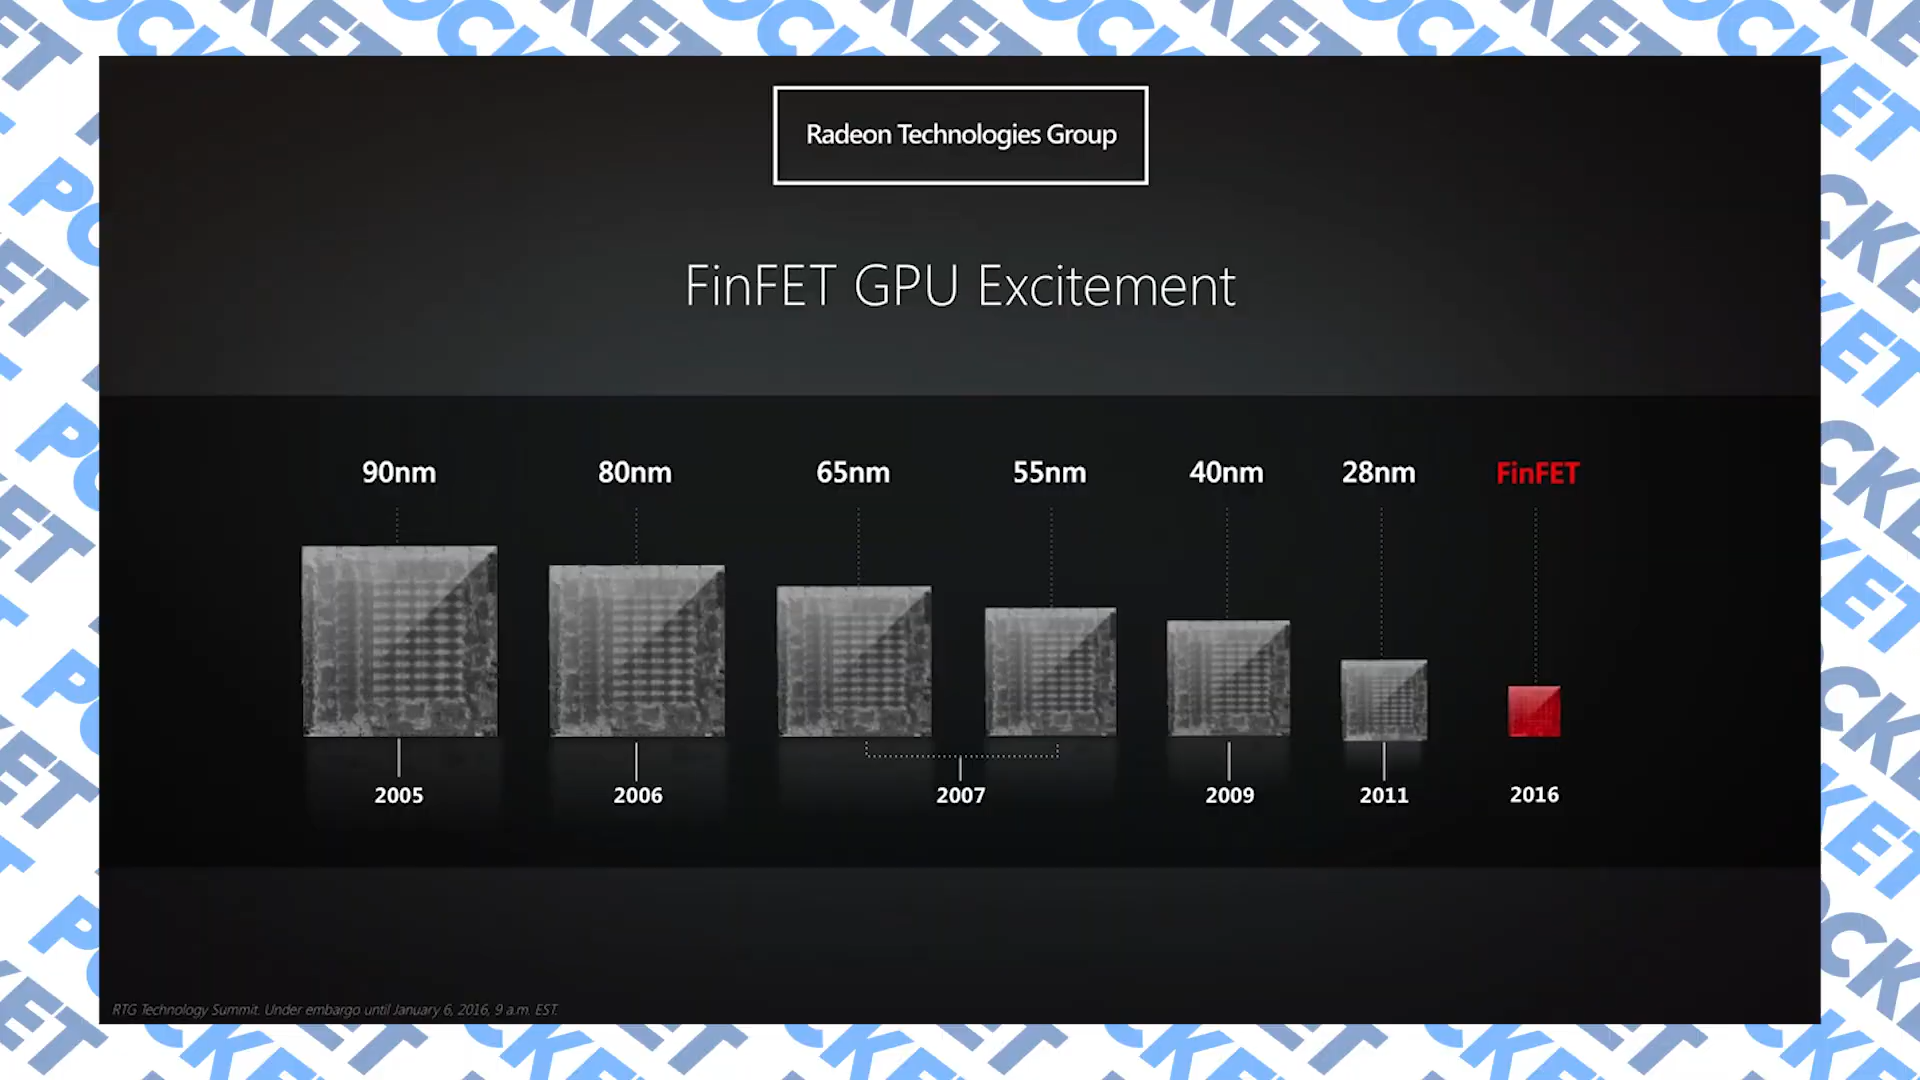 Radeon Technologies Group
FinFET GPU Excitement
90nm 80nm 65nm 55nm 40nm 28nm FinFET
2005 2006 2007 2009 2011 2016
RTG Technology Summit. Under embargo until January 6, 2016, 9 a.m. EST.
POCKET